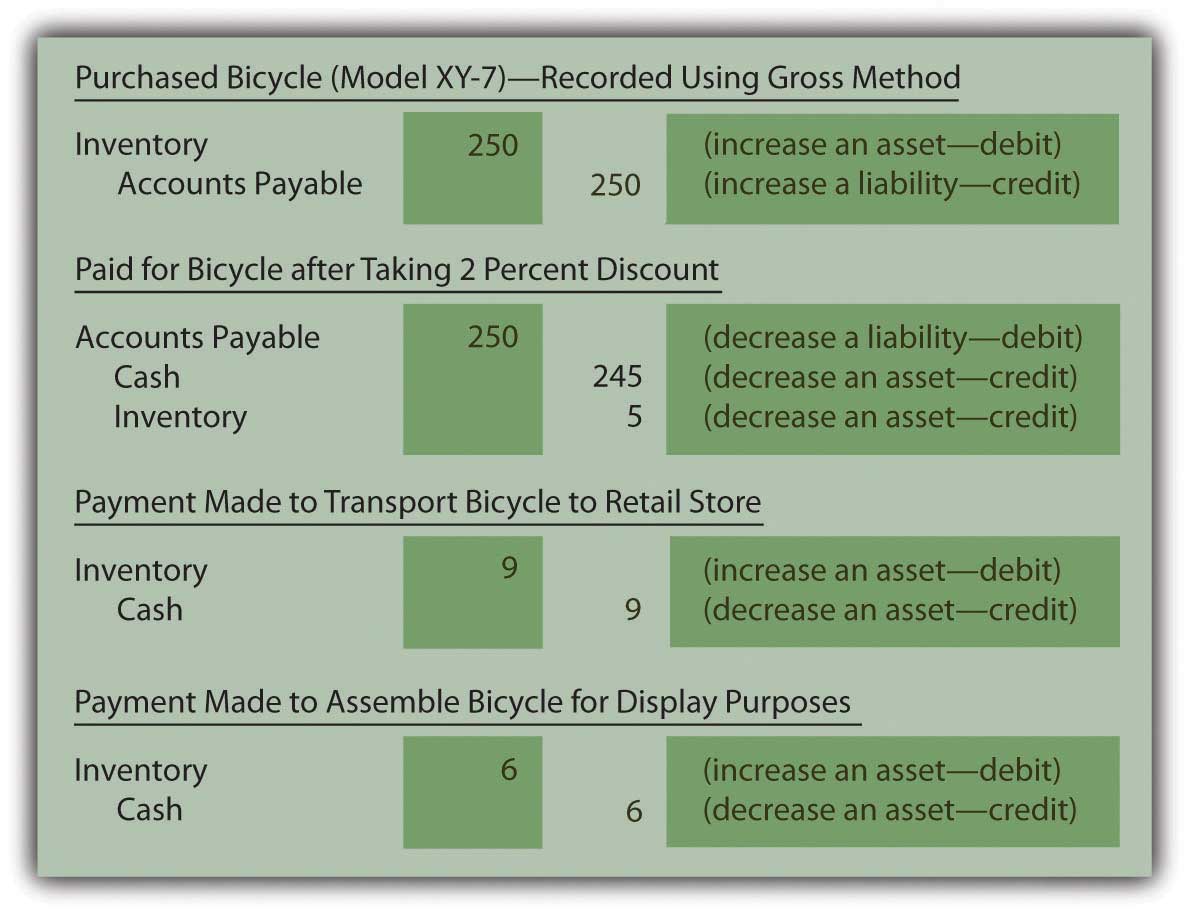 Purchased Bicycle (Model XY-7)—Recorded Using Gross Method
Inventory 250 (increase an asset—debit)
Accounts Payable 250 (increase a liability—credit)
Paid for Bicycle after Taking 2 Percent Discount
Accounts Payable 250 (decrease a liability—debit)
Cash 245 (decrease an asset—credit)
Inventory 5 (decrease an asset—credit)
Payment Made to Transport Bicycle to Retail Store
Inventory 9 (increase an asset—debit)
Cash 9 (decrease an asset—credit)
Payment Made to Assemble Bicycle for Display Purposes
Inventory 6 (increase an asset—debit)
Cash 6 (decrease an asset—credit)